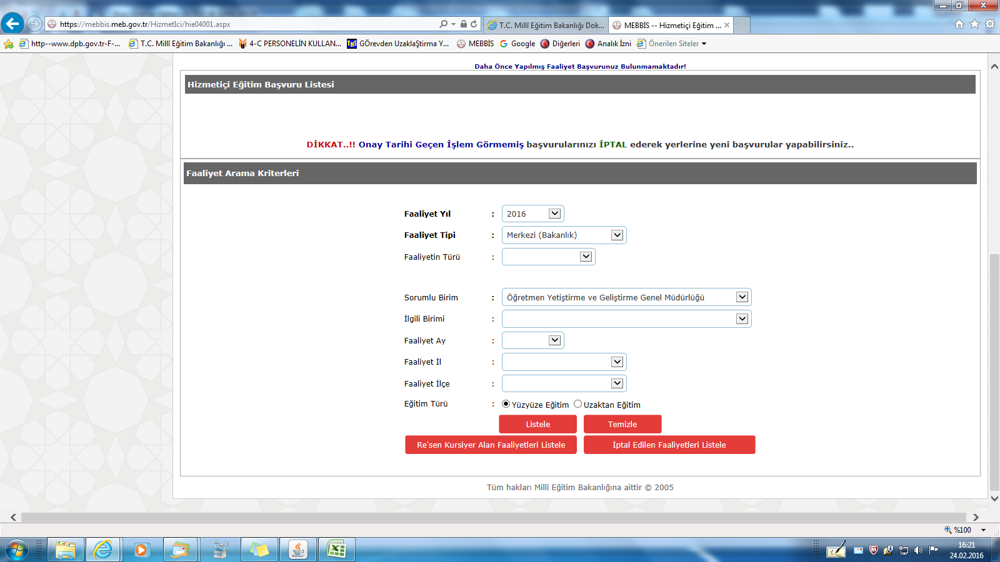 https://mebbis.meb.gov.tr/HizmetIci/hie04001.aspx
T.C. Millî Eğitim Bakanlığı Dok...
MEBBİS -- Hizmetiçi Eğitim ...
http--www.dpb.gov.tr-F-...
T.C. Millî Eğitim Bakanlığı ...
4-C PERSONELİN KULLAN...
GÖrevden UzaklaŞtirma Y...
MEBBİS
Google
Diğerleri
Analık İzni
Önerilen Siteler
Daha Önce Yapılmış Faaliyet Başvurunuz Bulunmamaktadır!
Hizmetiçi Eğitim Başvuru Listesi
DİKKAT..!! Onay Tarihi Geçen İşlem Görmemiş başvurularınızı İPTAL ederek yerlerine yeni başvurular yapabilirsiniz..
Faaliyet Arama Kriterleri
Faaliyet Yıl : 2016
Faaliyet Tipi : Merkezi (Bakanlık)
Faaliyetin Türü :
Sorumlu Birim : Öğretmen Yetiştirme ve Geliştirme Genel Müdürlüğü
İlgili Birimi :
Faaliyet Ay :
Faaliyet İl :
Faaliyet İlçe :
Eğitim Türü : Yüzyüze Eğitim Uzaktan Eğitim
Listele Temizle
Re'sen Kursiyer Alan Faaliyetleri Listele İptal Edilen Faaliyetleri Listele
Tüm hakları Milli Eğitim Bakanlığına aittir © 2005
%100
16:21
24.02.2016